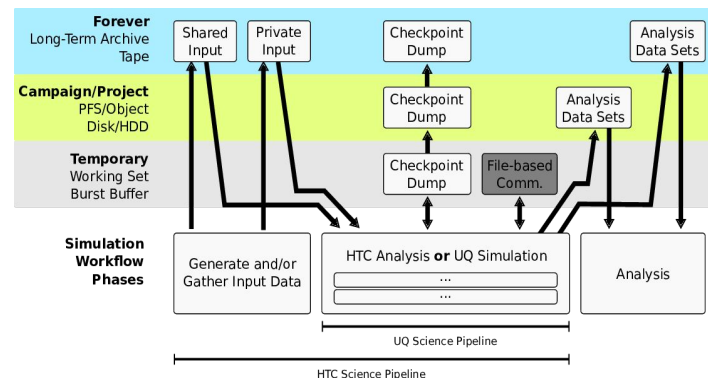 Forever
Long-Term Archive
Tape
Shared
Input
Private
Input
Checkpoint
Dump
Analysis
Data Sets
Campaign/Project
PFS/Object
Disk/HDD
Checkpoint
Dump
Analysis
Data Sets
Temporary
Working Set
Burst Buffer
Checkpoint
Dump
File-based
Comm.
Simulation
Workflow
Phases
Generate and/or
Gather Input Data
HTC Analysis or UQ Simulation
...
...
Analysis
UQ Science Pipeline
HTC Science Pipeline